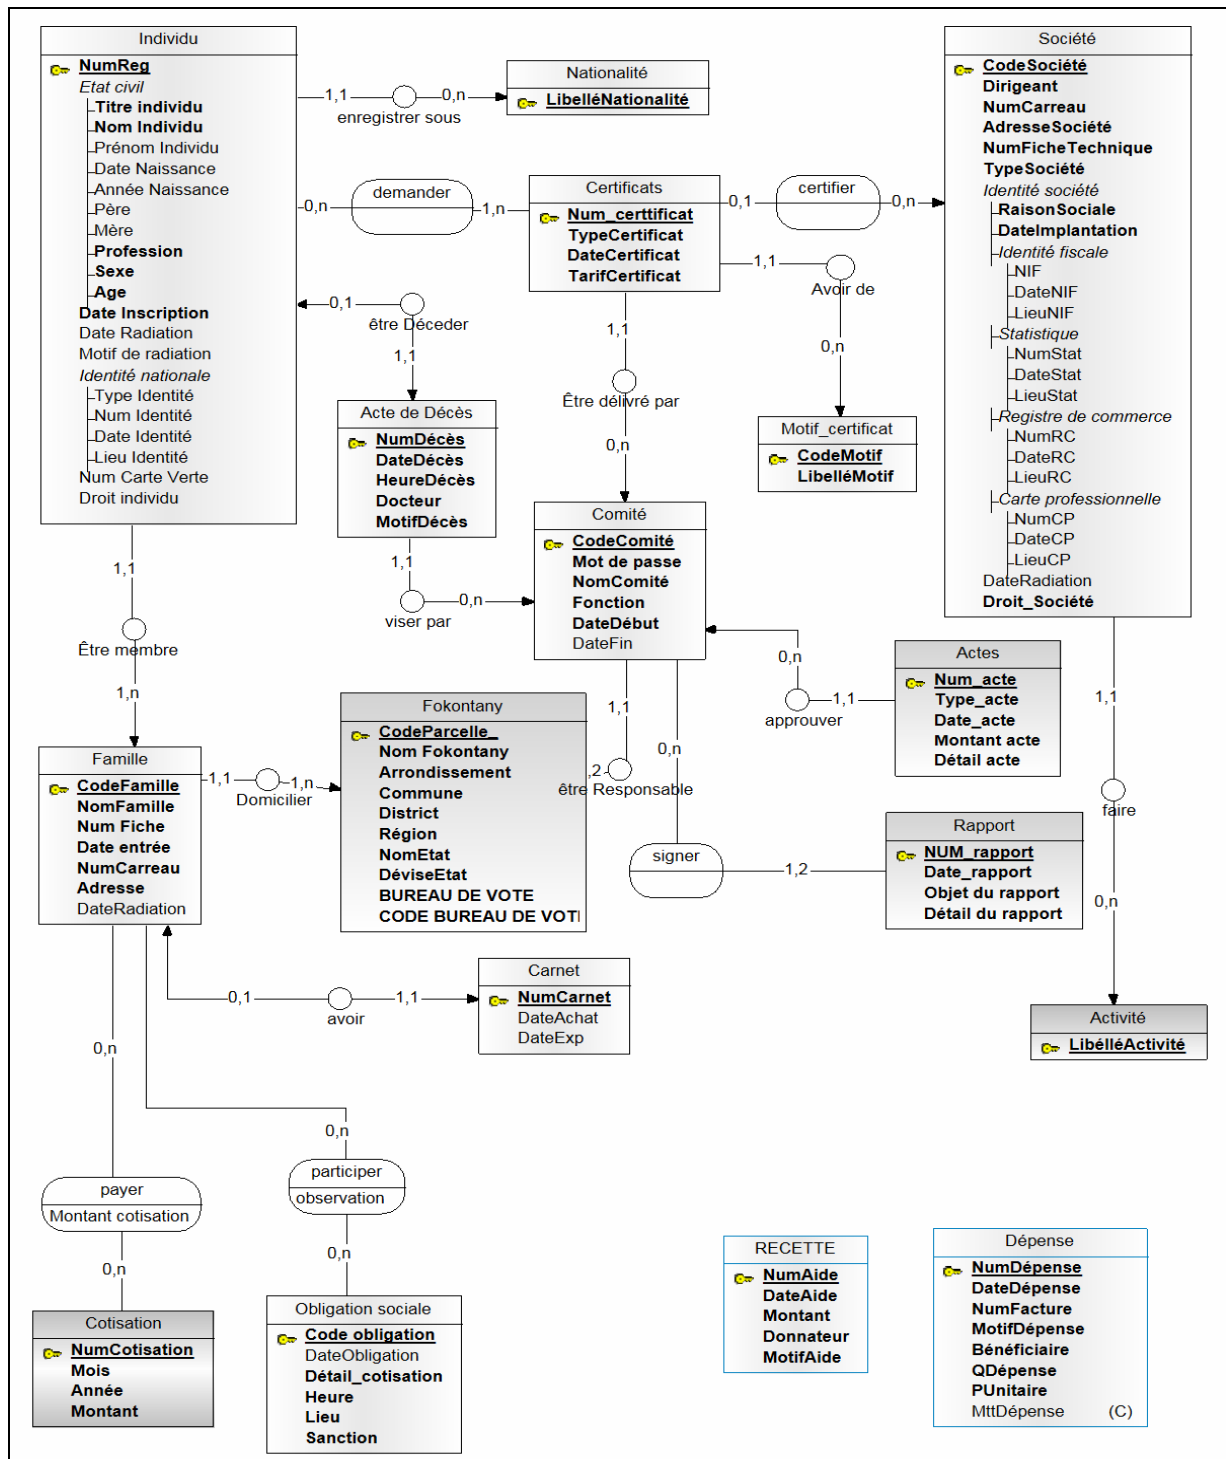 Individu
NumReg
Etat civil
Titre individu
Nom Individu
Prénom Individu
Date Naissance
Année Naissance
Père
Mère
Profession
Sexe
Age
Date Inscription
Date Radiation
Motif de radiation
Identité nationale
Type Identité
Num Identité
Date Identité
Lieu Identité
Num Carte Verte
Droit individu
1,1
0,n
enregistrer sous
Nationalité
LibelléNationalité
0,n
demander
1,n
Certificats
Num_certtificat
TypeCertificat
DateCertificat
TarifCertificat
0,1
certifier
0,n
Société
CodeSociété
Dirigeant
NumCarreau
AdresseSociété
NumFicheTechnique
TypeSociété
Identité société
RaisonSociale
DateImplantation
Identité fiscale
NIF
DateNIF
LieuNIF
Statistique
NumStat
DateStat
LieuStat
Registre de commerce
NumRC
DateRC
LieuRC
Carte professionnelle
NumCP
DateCP
LieuCP
DateRadiation
Droit_Société
1,1
Avoir de
0,n
Motif_certificat
CodeMotif
LibelléMotif
0,1
être Déceder
1,1
Acte de Décès
NumDécès
DateDécès
HeureDécès
Docteur
MotifDécès
1,1
Être délivré par
0,n
1,1
viser par
0,n
Comité
CodeComité
Mot de passe
NomComité
Fonction
DateDébut
DateFin
1,1
Être membre
1,n
Famille
CodeFamille
NomFamille
Num Fiche
Date entrée
NumCarreau
Adresse
DateRadiation
1,1
1,n
Domicilier
Fokontany
CodeParcelle_
Nom Fokontany
Arrondissement
Commune
District
Région
NomEtat
DéviseEtat
BUREAU DE VOTE
CODE BUREAU DE VOTI
1,1
,2
être Responsable
0,n
signer
1,2
0,n
approuver
1,1
Actes
Num_acte
Type_acte
Date_acte
Montant acte
Détail acte
Rapport
NUM_rapport
Date_rapport
Objet du rapport
Détail du rapport
1,1
faire
0,n
Activité
LibélléActivité
0,1
avoir
1,1
Carnet
NumCarnet
DateAchat
DateExp
0,n
payer
Montant cotisation
0,n
Cotisation
NumCotisation
Mois
Année
Montant
0,n
participer
observation
0,n
Obligation sociale
Code obligation
DateObligation
Détail_cotisation
Heure
Lieu
Sanction
RECETTE
NumAide
DateAide
Montant
Donnateur
MotifAide
Dépense
NumDépense
DateDépense
NumFacture
MotifDépense
Bénéficiaire
QDépense
PUnitaire
MttDépense (C)